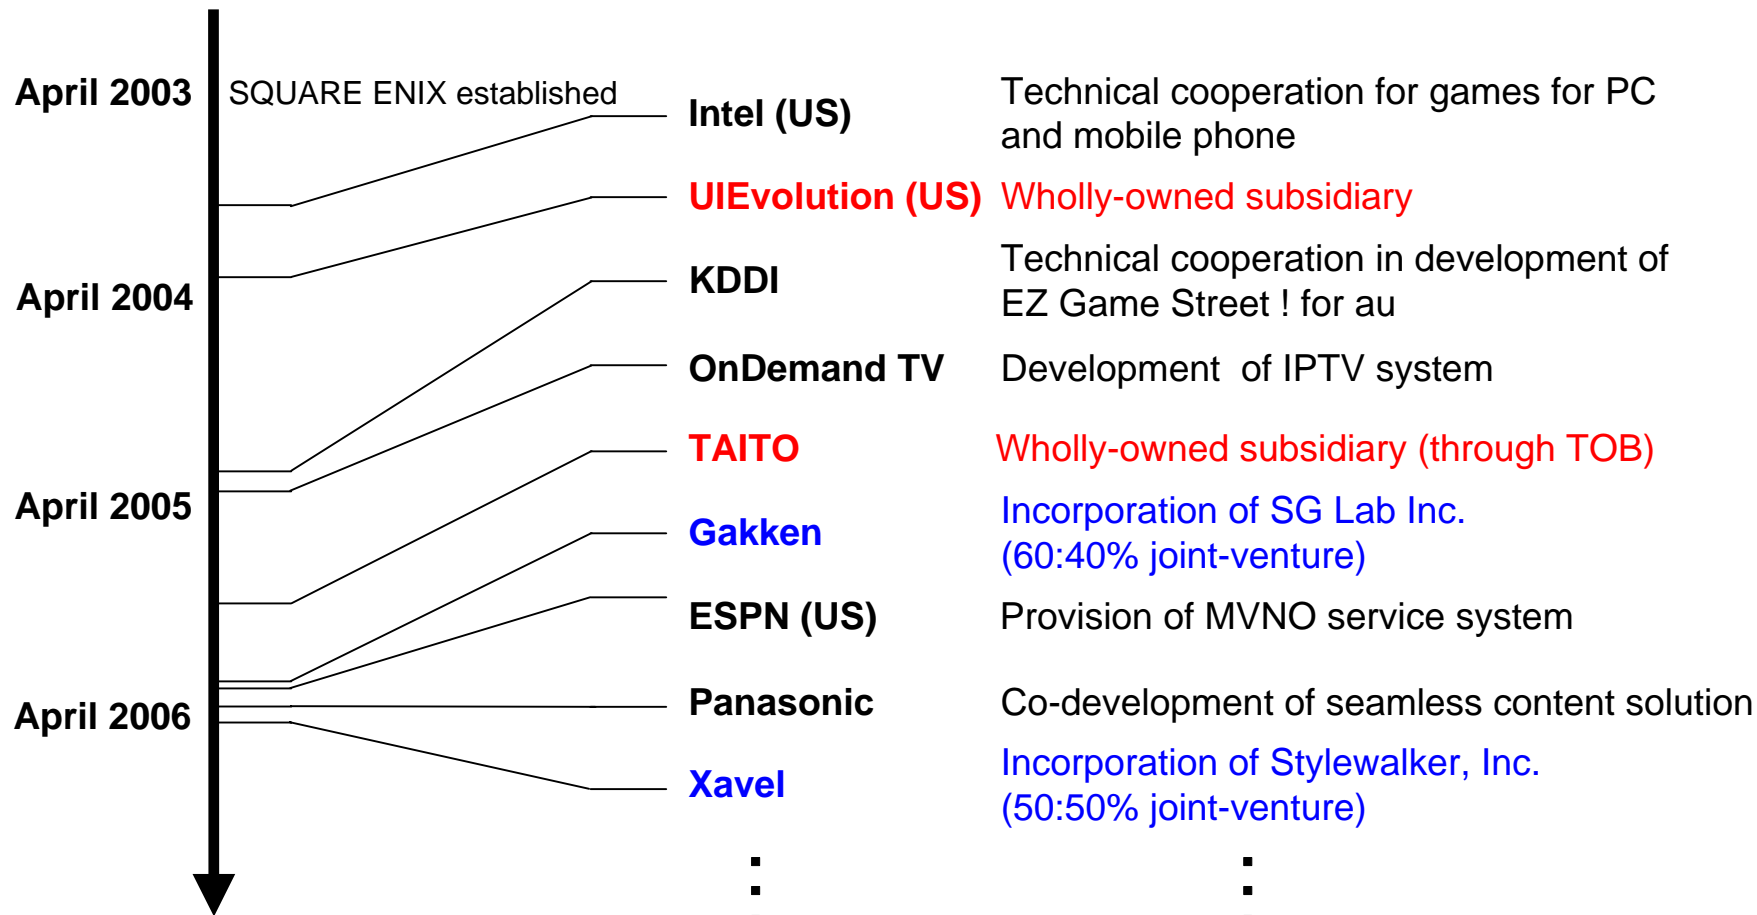 April 2003
SQUARE ENIX established
Intel (US)
Technical cooperation for games for PC
and mobile phone
UIEvolution (US)
Wholly-owned subsidiary
April 2004
KDDI
Technical cooperation in development of
EZ Game Street ! for au
OnDemand TV
Development of IPTV system
TAITO
Wholly-owned subsidiary (through TOB)
April 2005
Gakken
Incorporation of SG Lab Inc.
(60:40% joint-venture)
ESPN (US)
Provision of MVNO service system
April 2006
Panasonic
Co-development of seamless content solution
Xavel
Incorporation of Stylewalker, Inc.
(50:50% joint-venture)